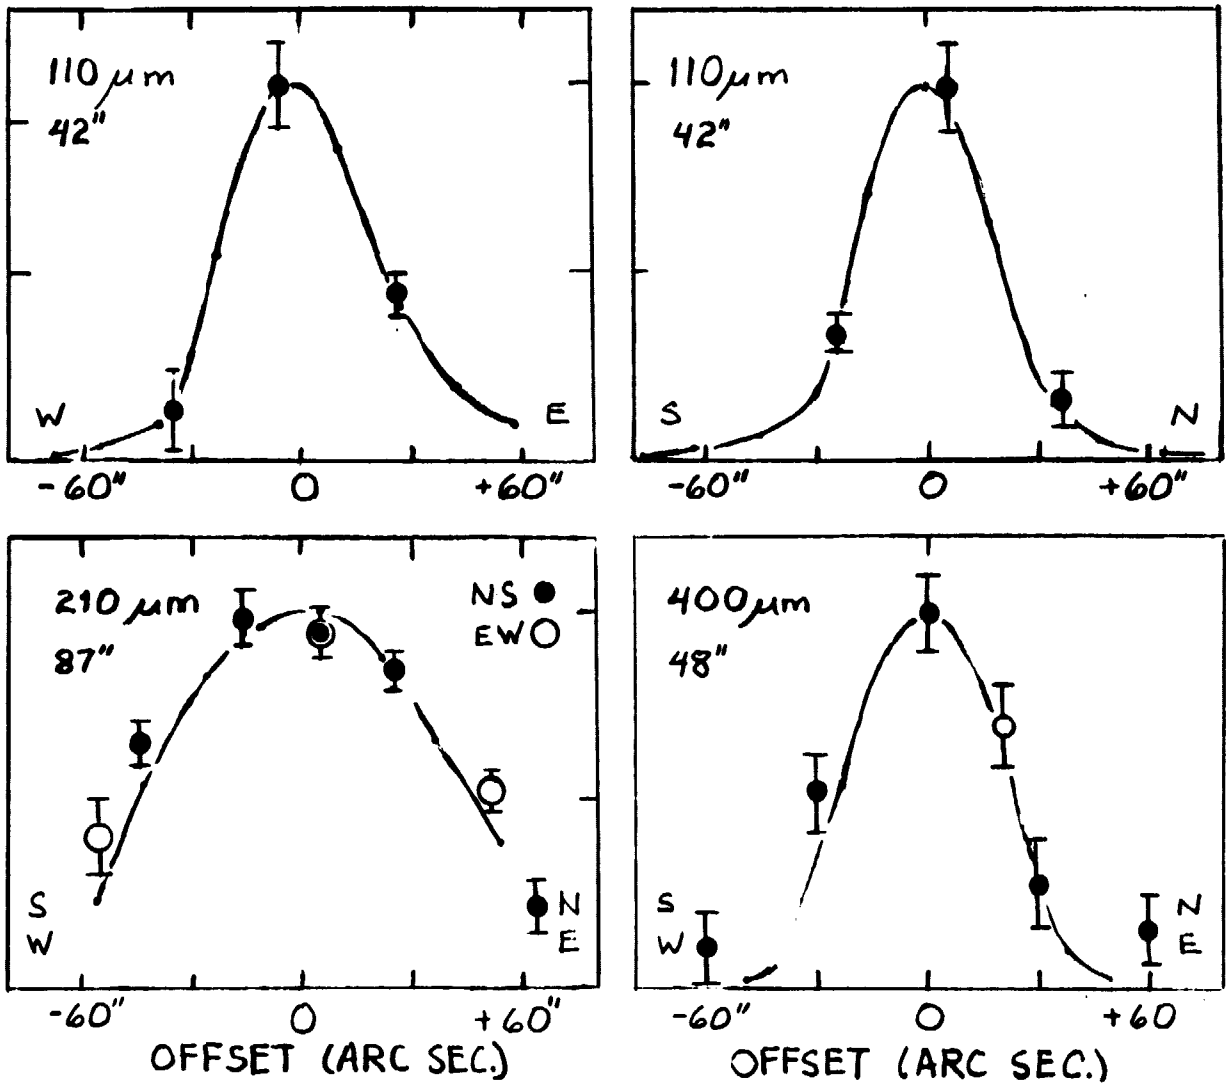 110 μm
42"
W
E
-60"
0
+60"
110 μm
42"
S
N
-60"
0
+60"
210 μm
87"
NS ●
EW ○
S
W
N
E
-60"
0
+60"
OFFSET (ARC SEC.)
400 μm
48"
S
W
N
E
-60"
0
+60
OFFSET (ARC SEC.)